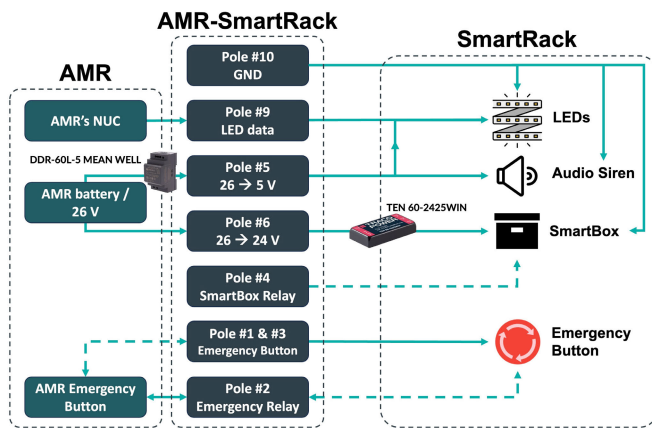 AMR-SmartRack
SmartRack
AMR
Pole #10
GND
AMR's NUC
Pole #9
LED data
LEDs
DDR-60L-5 MEAN WELL
Pole #5
26 → 5 V
Audio Siren
AMR battery /
26 V
TEN 60-2425WIN
Pole #6
26 → 24 V
SmartBox
Pole #4
SmartBox Relay
Pole #1 & #3
Emergency Button
Emergency
Button
AMR Emergency
Button
Pole #2
Emergency Relay